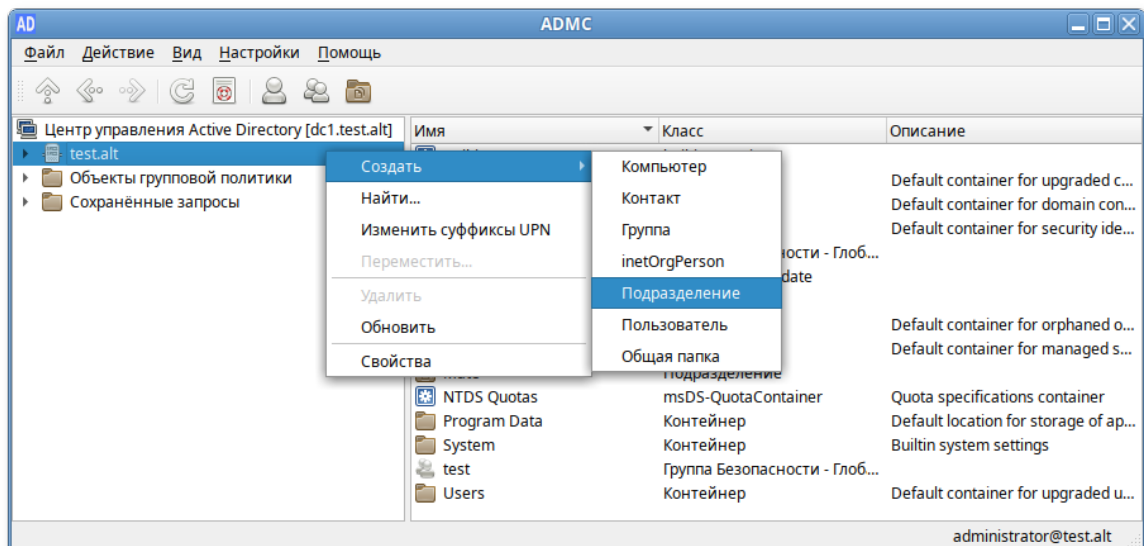 AD ADMC
Файл Действие Вид Настройки Помощь
Центр управления Active Directory [dc1.test.alt] Имя Класс Описание
test.alt
Создать Компьютер
Объекты групповой политики Default container for upgraded c...
Найти... Контакт
Сохранённые запросы Default container for domain con...
Изменить суффиксы UPN Группа Default container for security ide...
ости - Глоб...
Переместить... inetOrgPerson
date
Удалить Подразделение
Обновить Пользователь Default container for orphaned o...
Default container for managed s...
Свойства Общая папка
Подразделение
NTDS Quotas msDS-QuotaContainer Quota specifications container
Program Data Контейнер Default location for storage of ap...
System Контейнер Builtin system settings
test Группа Безопасности - Глоб...
Users Контейнер Default container for upgraded u...
administrator@test.alt